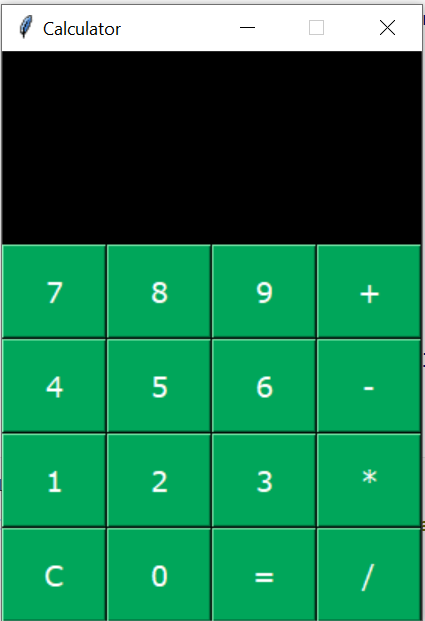 Calculator
7 8 9 +
4 5 6 -
1 2 3 *
C 0 = /